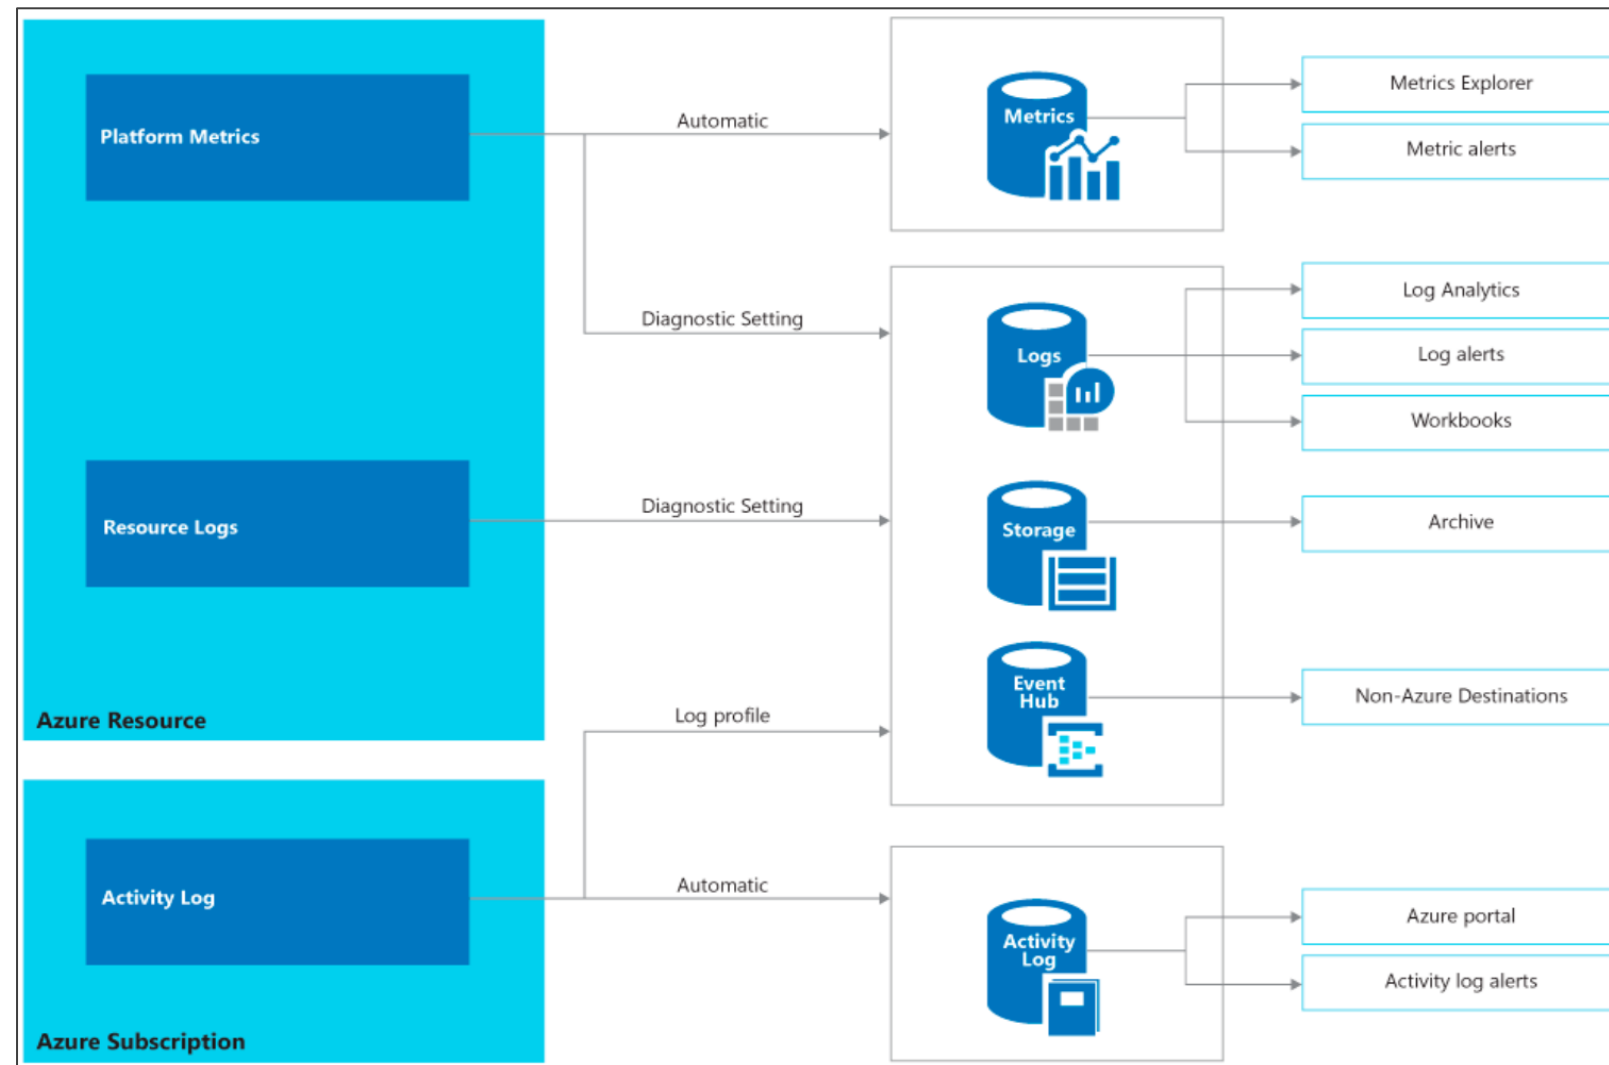 Platform Metrics
Automatic
Metrics
Metrics Explorer
Metric alerts
Diagnostic Setting
Logs
Log Analytics
Log alerts
Workbooks
Resource Logs
Diagnostic Setting
Storage
Archive
Azure Resource
Log profile
Event
Hub
Non-Azure Destinations
Activity Log
Automatic
Activity
Log
Azure portal
Activity log alerts
Azure Subscription